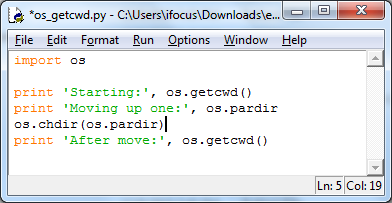 *os_getcwd.py - C:\Users\ifocus\Downloads\e...
File Edit Format Run Options Window Help
import os

print 'Starting:', os.getcwd()
print 'Moving up one:', os.pardir
os.chdir(os.pardir)
print 'After move:', os.getcwd()
Ln: 5 Col: 19